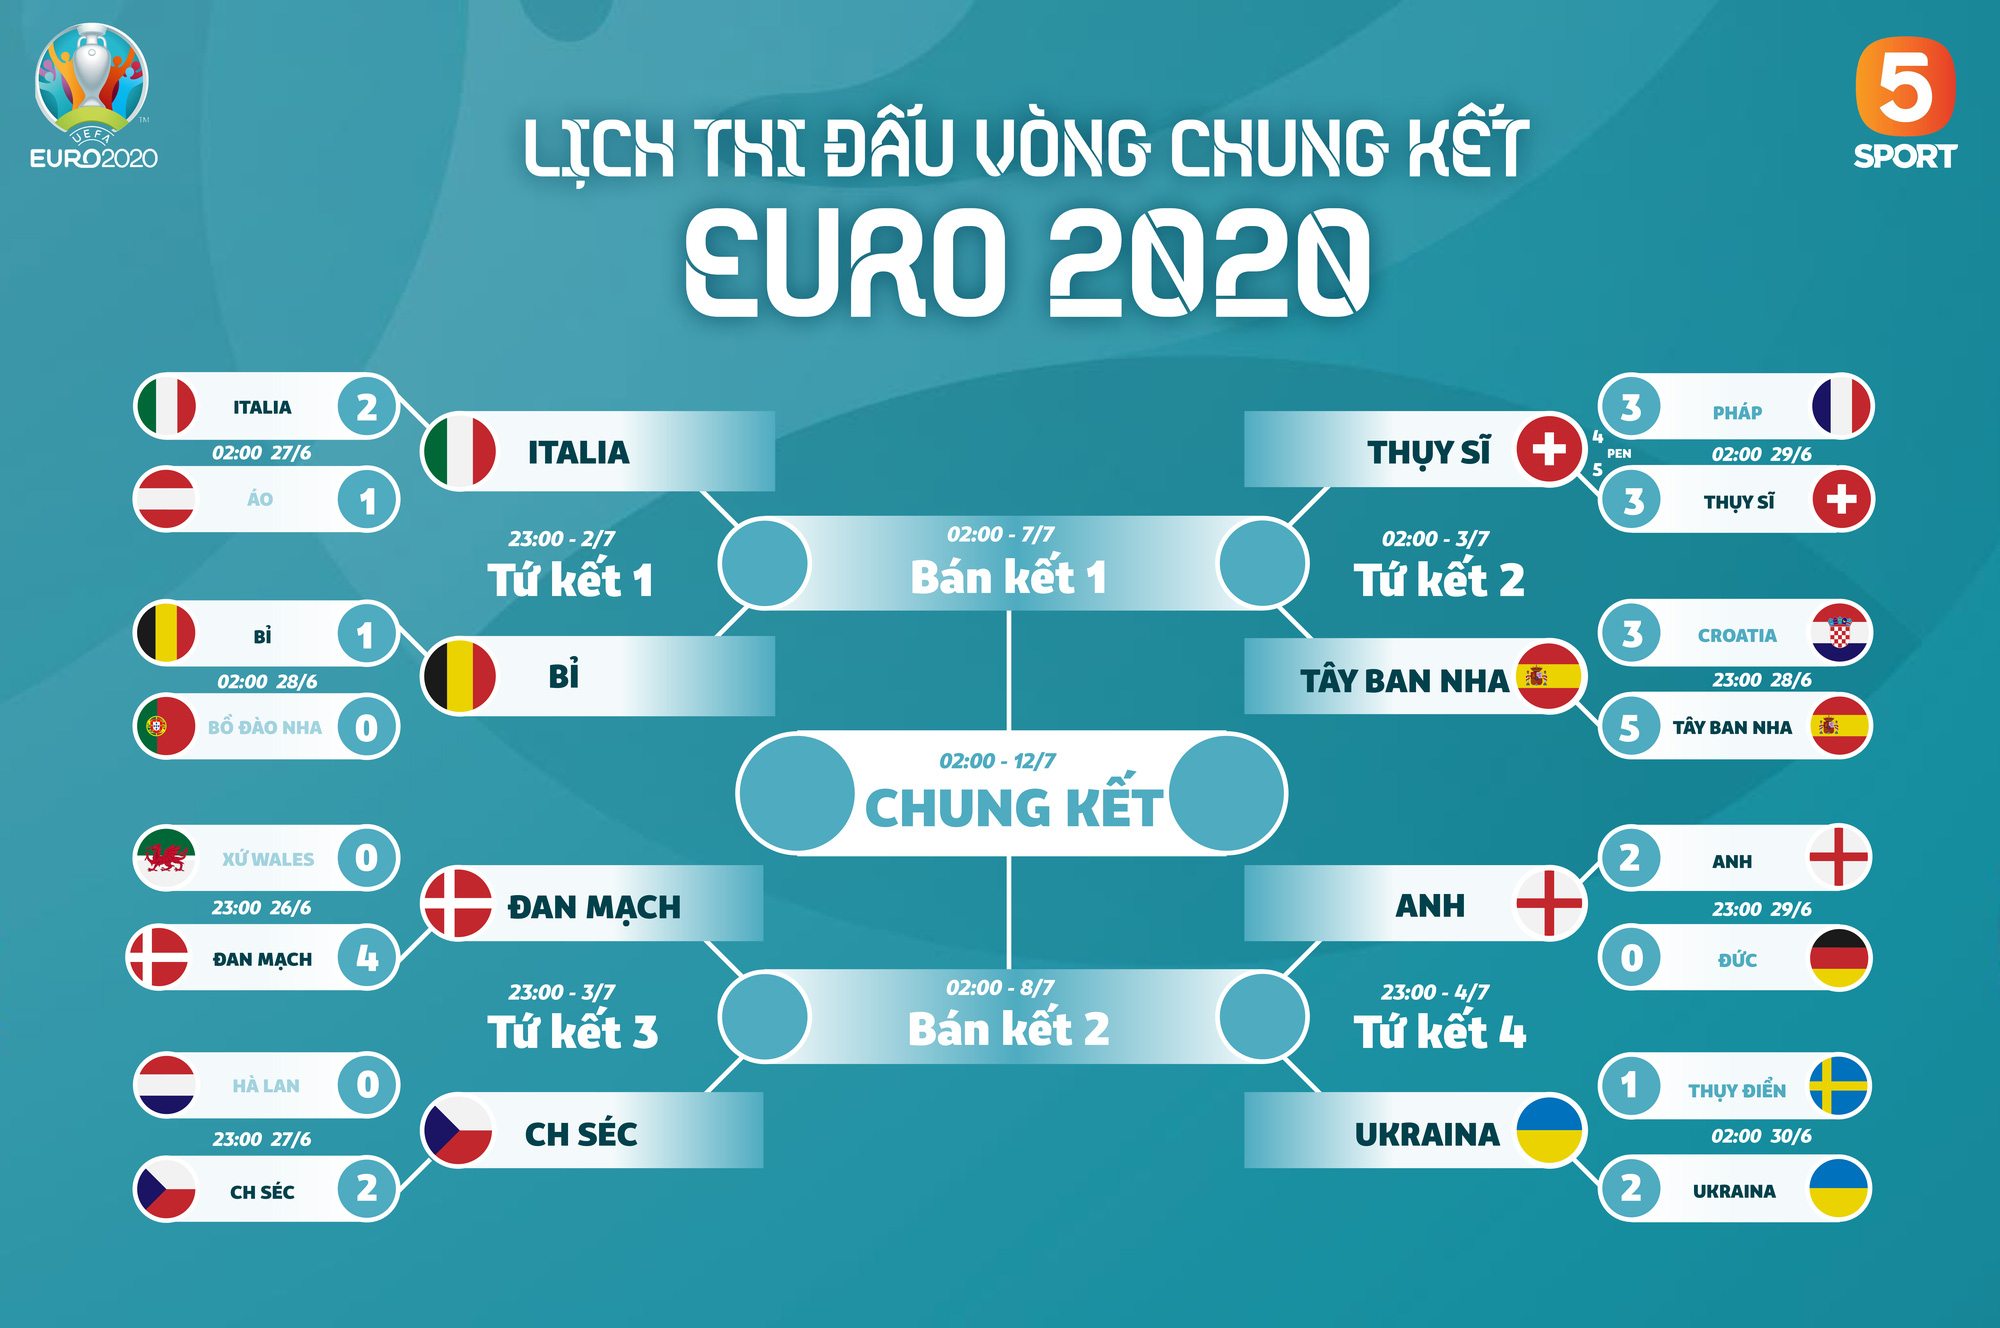 UEFA
EURO2020
TM
5
SPORT
LỊCH THI ĐẤU VÒNG CHUNG KẾT
EURO 2020
ITALIA 2
02:00 27/6
ÁO 1
ITALIA
BỈ 1
02:00 28/6
BỒ ĐÀO NHA 0
BỈ
23:00 - 2/7
Tứ kết 1
XỨ WALES 0
23:00 26/6
ĐAN MẠCH 4
ĐAN MẠCH
HÀ LAN 0
23:00 27/6
CH SÉC 2
CH SÉC
23:00 - 3/7
Tứ kết 3
02:00 - 7/7
Bán kết 1
02:00 - 12/7
CHUNG KẾT
02:00 - 8/7
Bán kết 2
THỤY SĨ
4
PEN
5
3 PHÁP
02:00 29/6
3 THỤY SĨ
02:00 - 3/7
Tứ kết 2
TÂY BAN NHA
3 CROATIA
23:00 28/6
5 TÂY BAN NHA
ANH
2 ANH
23:00 29/6
0 ĐỨC
23:00 - 4/7
Tứ kết 4
UKRAINA
1 THỤY ĐIỂN
02:00 30/6
2 UKRAINA